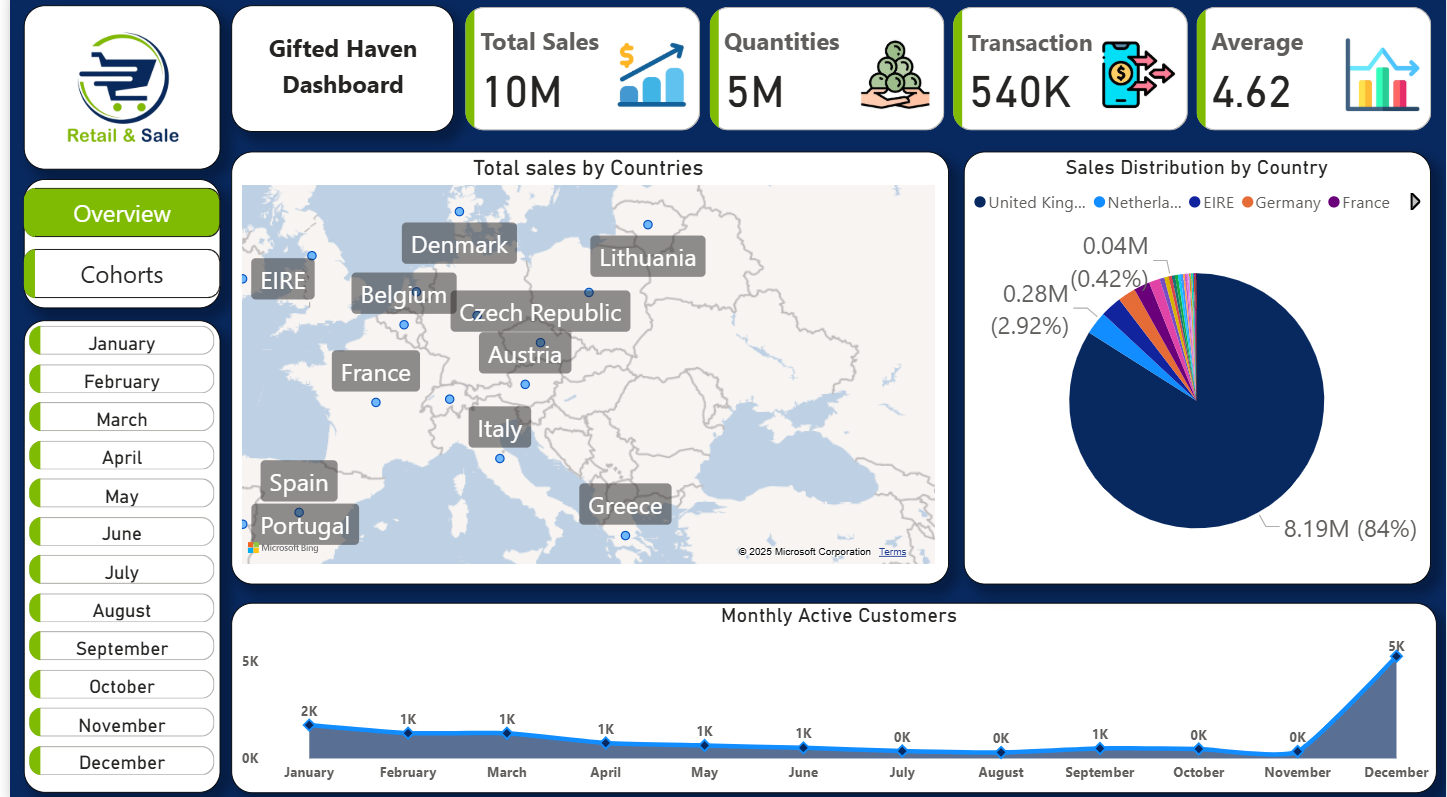 Retail & Sale
Gifted Haven
Dashboard
Total Sales
10M
Quantities
5M
Transaction
540K
Average
4.62
Overview
Cohorts
January
February
March
April
May
June
July
August
September
October
November
December
Total sales by Countries
Denmark
Lithuania
EIRE
Belgium
Czech Republic
Austria
France
Italy
Spain
Greece
Portugal
Microsoft Bing
© 2025 Microsoft Corporation Terms
Sales Distribution by Country
United King... Netherla... EIRE Germany France
0.04M
(0.42%)
0.28M
(2.92%)
8.19M (84%)
Monthly Active Customers
5K
0K
2K 1K 1K 1K 1K 1K 0K 0K 1K 0K 0K 5K
January February March April May June July August September October November December